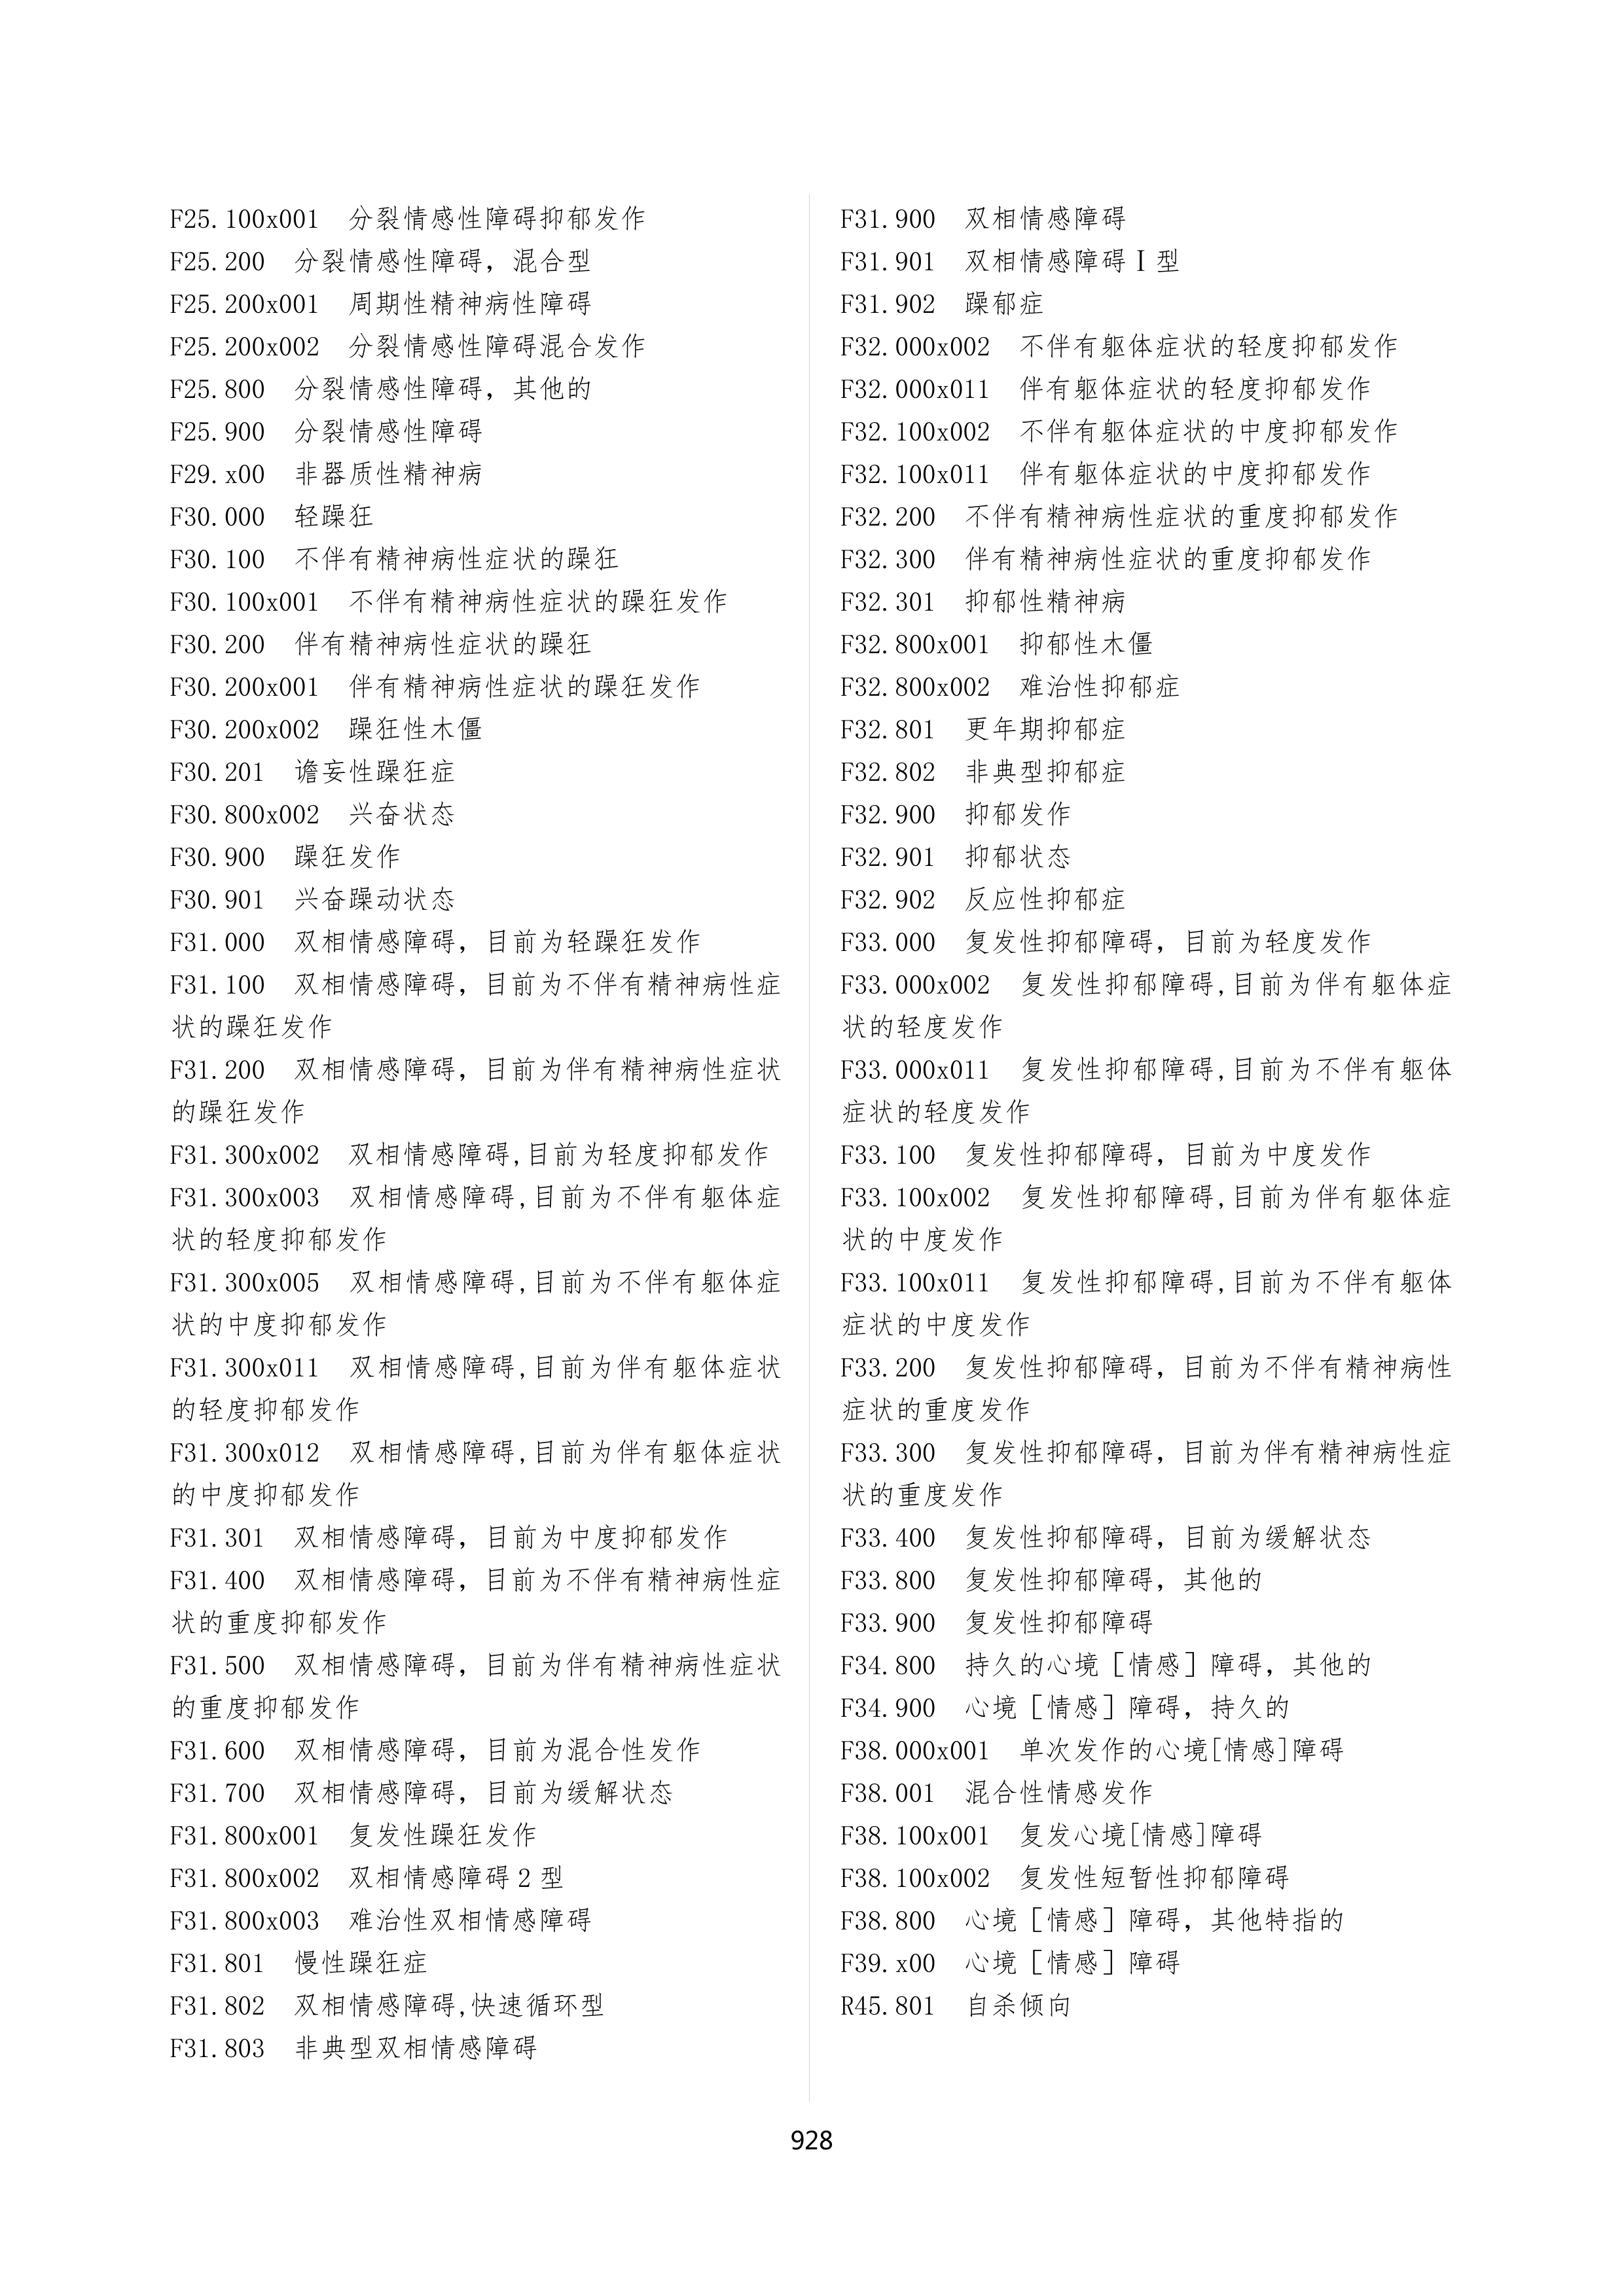 F25.100x001 分裂情感性障碍抑郁发作
F25.200 分裂情感性障碍，混合型
F25.200x001 周期性精神病性障碍
F25.200x002 分裂情感性障碍混合发作
F25.800 分裂情感性障碍，其他的
F25.900 分裂情感性障碍
F29.x00 非器质性精神病
F30.000 轻躁狂
F30.100 不伴有精神病性症状的躁狂
F30.100x001 不伴有精神病性症状的躁狂发作
F30.200 伴有精神病性症状的躁狂
F30.200x001 伴有精神病性症状的躁狂发作
F30.200x002 躁狂性木僵
F30.201 谵妄性躁狂症
F30.800x002 兴奋状态
F30.900 躁狂发作
F30.901 兴奋躁动状态
F31.000 双相情感障碍，目前为轻躁狂发作
F31.100 双相情感障碍，目前为不伴有精神病性症
状的躁狂发作
F31.200 双相情感障碍，目前为伴有精神病性症状
的躁狂发作
F31.300x002 双相情感障碍,目前为轻度抑郁发作
F31.300x003 双相情感障碍,目前为不伴有躯体症
状的轻度抑郁发作
F31.300x005 双相情感障碍,目前为不伴有躯体症
状的中度抑郁发作
F31.300x011 双相情感障碍,目前为伴有躯体症状
的轻度抑郁发作
F31.300x012 双相情感障碍,目前为伴有躯体症状
的中度抑郁发作
F31.301 双相情感障碍，目前为中度抑郁发作
F31.400 双相情感障碍，目前为不伴有精神病性症
状的重度抑郁发作
F31.500 双相情感障碍，目前为伴有精神病性症状
的重度抑郁发作
F31.600 双相情感障碍，目前为混合性发作
F31.700 双相情感障碍，目前为缓解状态
F31.800x001 复发性躁狂发作
F31.800x002 双相情感障碍 2 型
F31.800x003 难治性双相情感障碍
F31.801 慢性躁狂症
F31.802 双相情感障碍,快速循环型
F31.803 非典型双相情感障碍
F31.900 双相情感障碍
F31.901 双相情感障碍Ⅰ型
F31.902 躁郁症
F32.000x002 不伴有躯体症状的轻度抑郁发作
F32.000x011 伴有躯体症状的轻度抑郁发作
F32.100x002 不伴有躯体症状的中度抑郁发作
F32.100x011 伴有躯体症状的中度抑郁发作
F32.200 不伴有精神病性症状的重度抑郁发作
F32.300 伴有精神病性症状的重度抑郁发作
F32.301 抑郁性精神病
F32.800x001 抑郁性木僵
F32.800x002 难治性抑郁症
F32.801 更年期抑郁症
F32.802 非典型抑郁症
F32.900 抑郁发作
F32.901 抑郁状态
F32.902 反应性抑郁症
F33.000 复发性抑郁障碍，目前为轻度发作
F33.000x002 复发性抑郁障碍,目前为伴有躯体症
状的轻度发作
F33.000x011 复发性抑郁障碍,目前为不伴有躯体
症状的轻度发作
F33.100 复发性抑郁障碍，目前为中度发作
F33.100x002 复发性抑郁障碍,目前为伴有躯体症
状的中度发作
F33.100x011 复发性抑郁障碍,目前为不伴有躯体
症状的中度发作
F33.200 复发性抑郁障碍，目前为不伴有精神病性
症状的重度发作
F33.300 复发性抑郁障碍，目前为伴有精神病性症
状的重度发作
F33.400 复发性抑郁障碍，目前为缓解状态
F33.800 复发性抑郁障碍，其他的
F33.900 复发性抑郁障碍
F34.800 持久的心境［情感］障碍，其他的
F34.900 心境［情感］障碍，持久的
F38.000x001 单次发作的心境[情感]障碍
F38.001 混合性情感发作
F38.100x001 复发心境[情感]障碍
F38.100x002 复发性短暂性抑郁障碍
F38.800 心境［情感］障碍，其他特指的
F39.x00 心境［情感］障碍
R45.801 自杀倾向
928